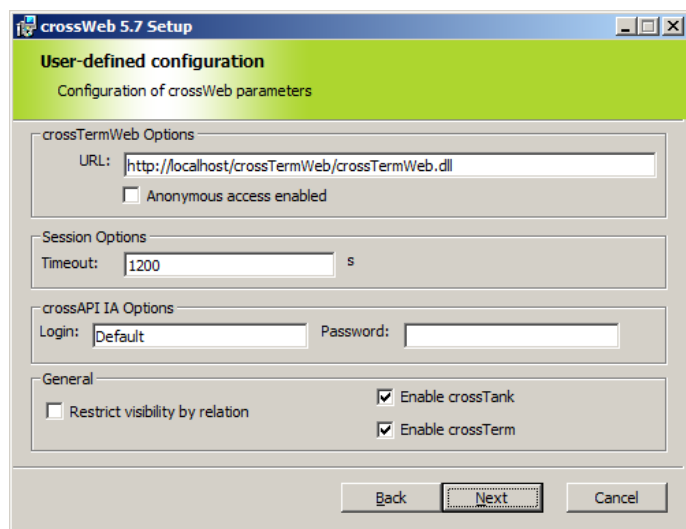 crossWeb 5.7 Setup
User-defined configuration
Configuration of crossWeb parameters
crossTermWeb Options
URL: http://localhost/crossTermWeb/crossTermWeb.dll
Anonymous access enabled
Session Options
Timeout: 1200 s
crossAPI IA Options
Login: Default Password:
General
Restrict visibility by relation
Enable crossTank
Enable crossTerm
Back Next Cancel